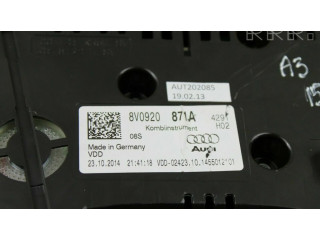 RRR.
AUT202085
19.02.13
A3
8V0920 871A 429
Kombiinstrument H02
08S
Audi
Made in Germany
VDD
23.10.2014 21:41:18 VDD-02423.10.1455012101